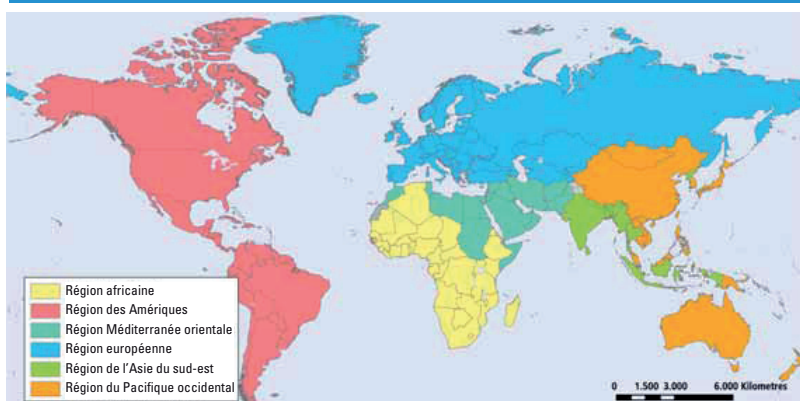 Région africaine
Région des Amériques
Région Méditerranée orientale
Région européenne
Région de l'Asie du sud-est
Région du Pacifique occidental
0 1.500 3.000 6.000 Kilometres